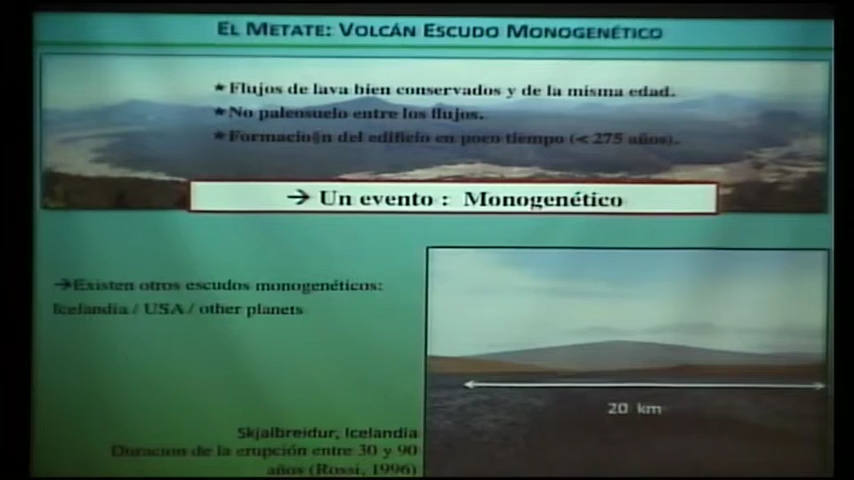 EL METATE: VOLCÁN ESCUDO MONOGENÉTICO
*Flujos de lava bien conservados y de la misma edad.
*No paleosuelo entre los flujos.
*Formacio@n del edificio en poco tiempo (< 275 años).
→ Un evento : Monogenético
→Existen otros escudos monogenéticos:
Icelandia / USA / other planets
20 km
Skjalbreidur, Icelandia
Duracion de la erupción entre 30 y 90
años (Rossi, 1996)